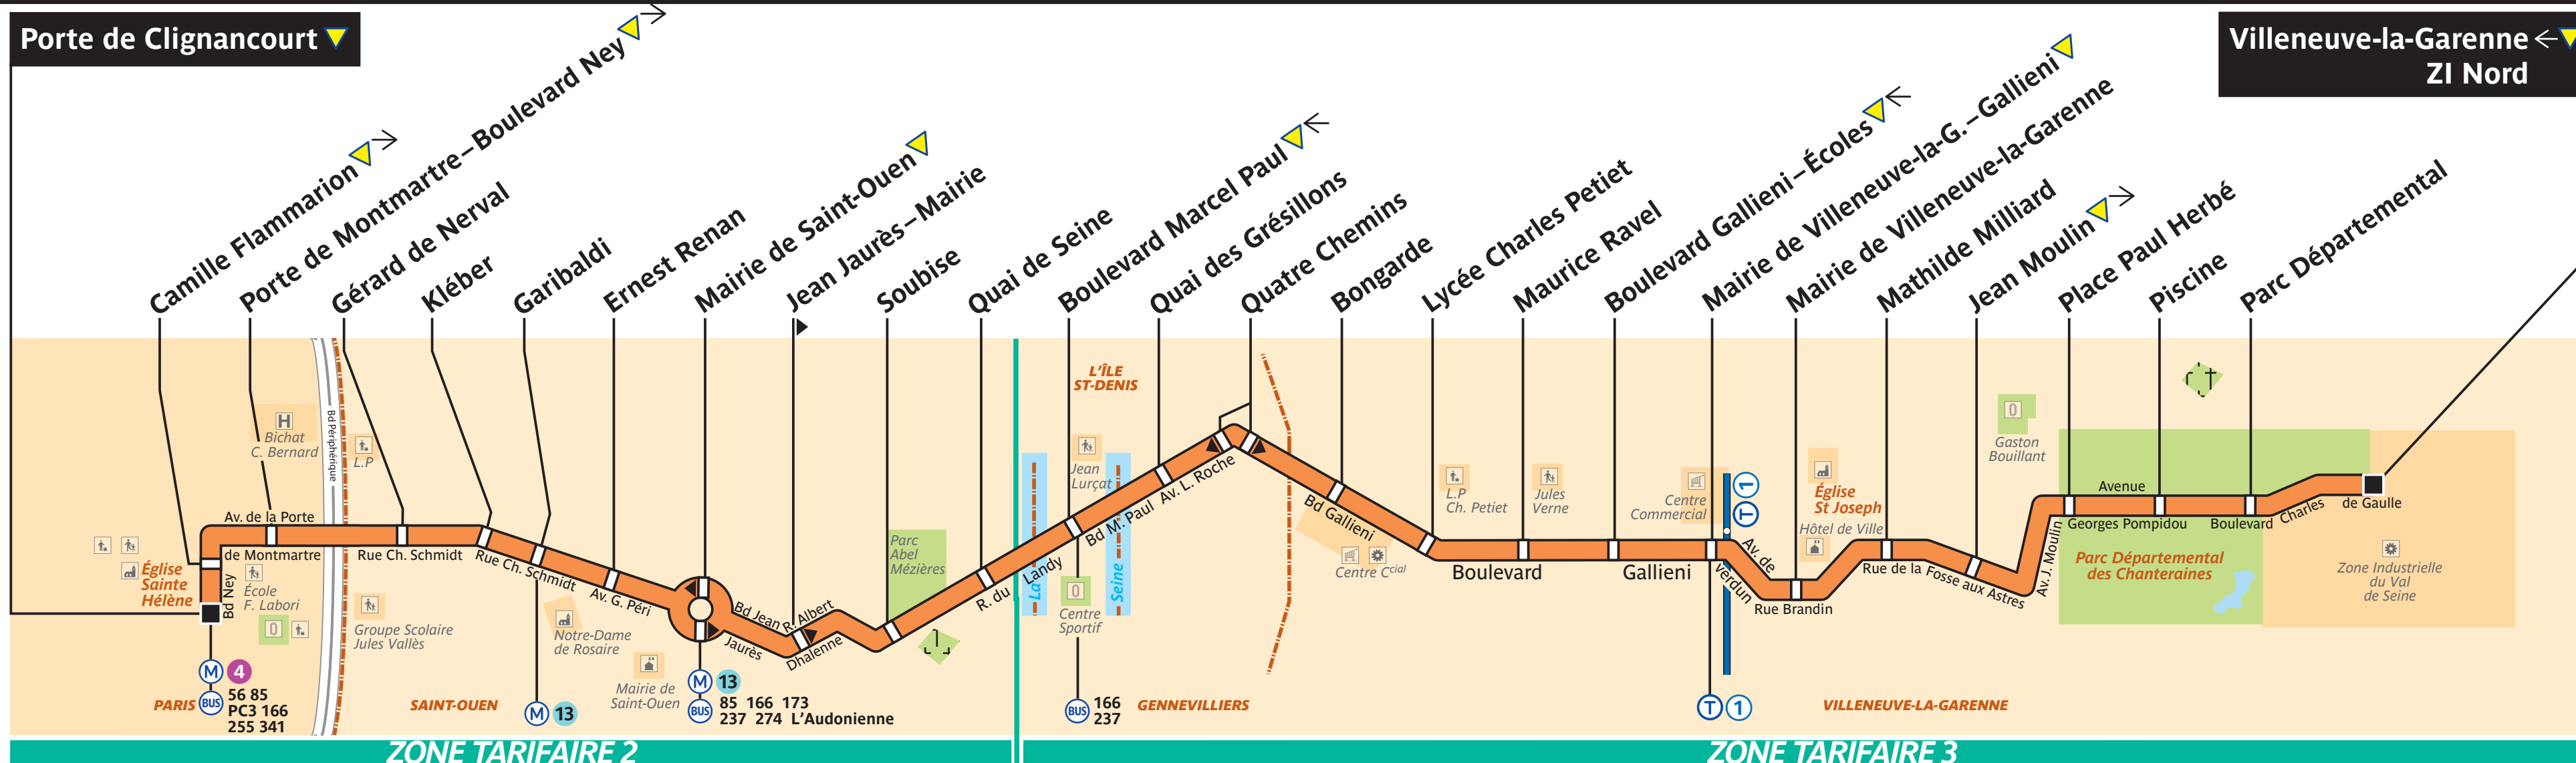 Porte de Clignancourt
Villeneuve-la-Garenne
ZI Nord
Camille Flammarion
Porte de Montmartre–Boulevard Ney
Gérard de Nerval
Kléber
Garibaldi
Ernest Renan
Mairie de Saint-Ouen
Jean Jaurès–Mairie
Soubise
Quai de Seine
Boulevard Marcel Paul
Quai des Grésillons
Quatre Chemins
Bongarde
Lycée Charles Petiet
Maurice Ravel
Boulevard Gallieni–Écoles
Mairie de Villeneuve-la-G.–Gallieni
Mairie de Villeneuve-la-Garenne
Mathilde Milliard
Jean Moulin
Place Paul Herbé
Piscine
Parc Départemental
H
Bichat
C. Bernard
Bd Périphérique
L.P
Av. de la Porte
de Montmartre
Église
Sainte
Hélène
Bd Ney
École
F. Labori
Rue Ch. Schmidt
Rue Ch. Schmidt
Av. G. Péri
Groupe Scolaire
Jules Vallès
Notre-Dame
de Rosaire
Mairie de
Saint-Ouen
Bd Jean
Jaurès
R. Albert
Dhalenne
Parc
Abel
Mézières
R. du
Landy
L'ÎLE
ST-DENIS
Jean
Lurçat
La
Seine
Centre
Sportif
Bd Ml Paul
Av. L. Roche
Bd Gallieni
Centre Ccial
L.P
Ch. Petiet
Jules
Verne
Boulevard
Gallieni
Centre
Commercial
1
T
Av. de
Verdun
Église
St Joseph
Hôtel de Ville
Rue Brandin
Rue de la
Fosse aux Astres
Av. J. Moulin
Gaston
Bouillant
Avenue
Georges Pompidou
Boulevard
Charles
de Gaulle
Parc Départemental
des Chanteraines
Zone Industrielle
du Val
de Seine
PARIS
M 4
BUS
56 85
PC3 166
255 341
SAINT-OUEN
M 13
M 13
BUS
85 166 173
237 274 L'Audonienne
BUS
166
237
GENNEVILLIERS
T 1
VILLENEUVE-LA-GARENNE
ZONE TARIFAIRE 2
ZONE TARIFAIRE 3